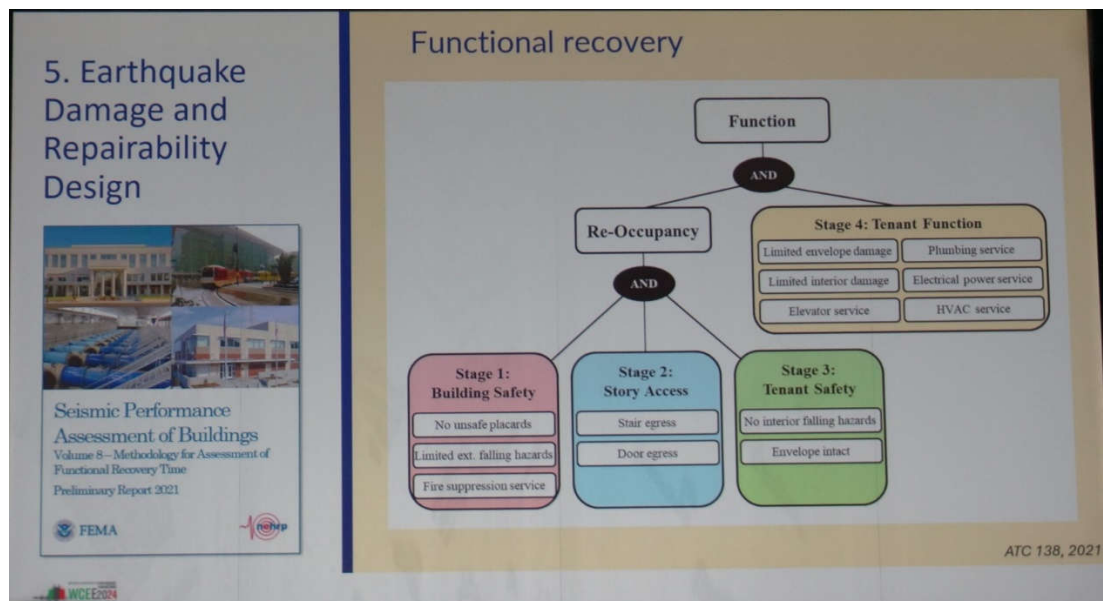 5. Earthquake
Damage and
Repairability
Design
Seismic Performance
Assessment of Buildings
Volume 8—Methodology for Assessment of
Functional Recovery Time
Preliminary Report 2021
FEMA
nehrp
WCEE2024
Functional recovery
Function
AND
Re-Occupancy
AND
Stage 4: Tenant Function
Limited envelope damage
Plumbing service
Limited interior damage
Electrical power service
Elevator service
HVAC service
Stage 1:
Building Safety
No unsafe placards
Limited ext. falling hazards
Fire suppression service
Stage 2:
Story Access
Stair egress
Door egress
Stage 3:
Tenant Safety
No interior falling hazards
Envelope intact
ATC 138, 2021